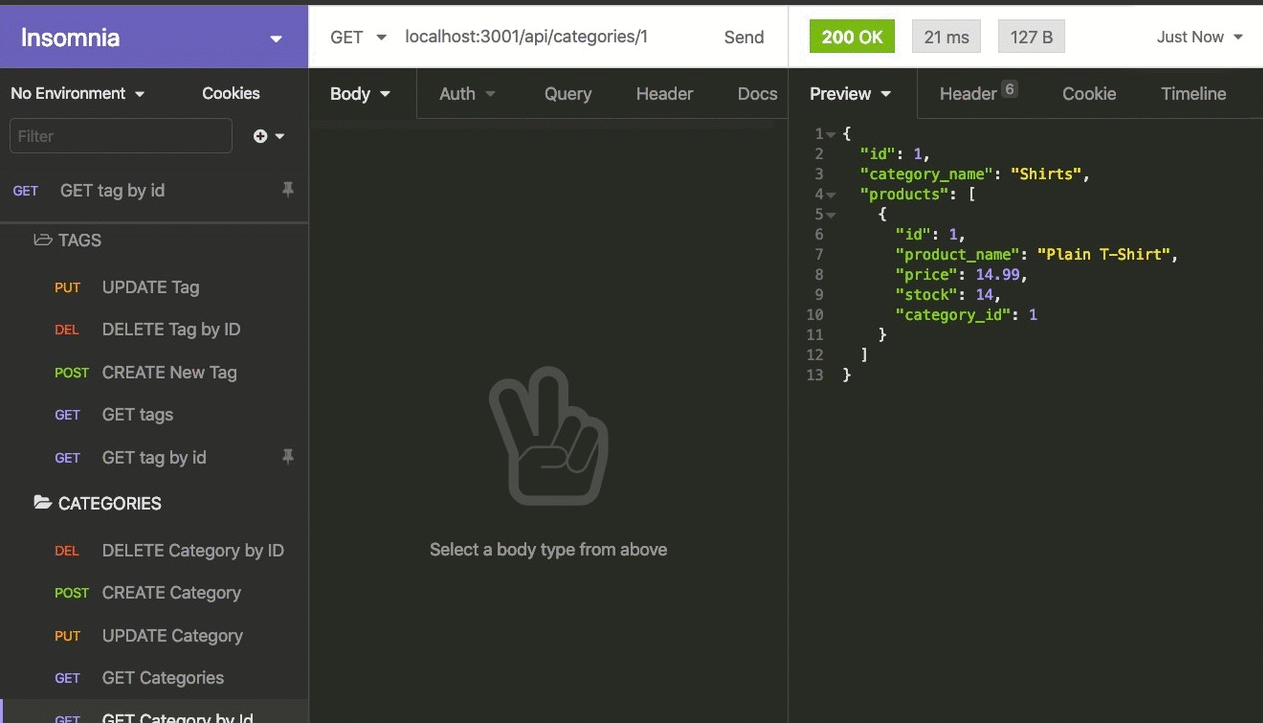 Insomnia
GET localhost:3001/api/categories/1 Send
200 OK 21 ms 127 B Just Now
No Environment Cookies
Body Auth Query Header Docs
Preview Header 6 Cookie Timeline
Filter
GET GET tag by id
TAGS
PUT UPDATE Tag
DEL DELETE Tag by ID
POST CREATE New Tag
GET GET tags
GET GET tag by id
CATEGORIES
DEL DELETE Category by ID
POST CREATE Category
PUT UPDATE Category
GET GET Categories
GET GET Category by Id
Select a body type from above
1 {
2 "id": 1,
3 "category_name": "Shirts",
4 "products": [
5 {
6 "id": 1,
7 "product_name": "Plain T-Shirt",
8 "price": 14.99,
9 "stock": 14,
10 "category_id": 1
11 }
12 ]
13 }